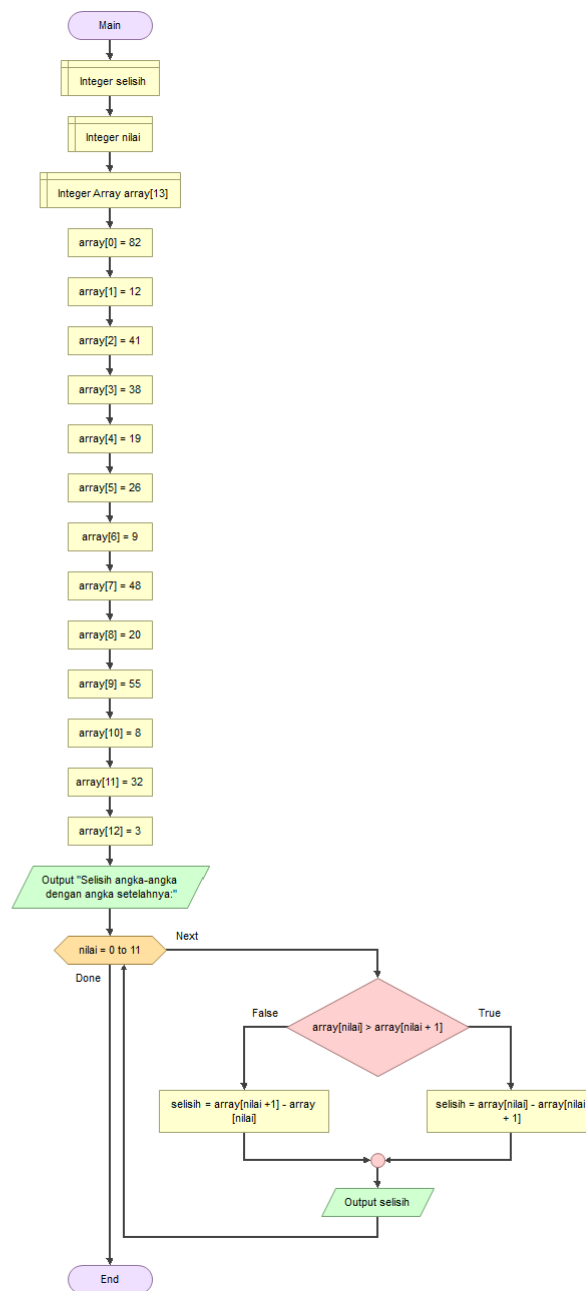 Main
Integer selisih
Integer nilai
Integer Array array[13]
array[0] = 82
array[1] = 12
array[2] = 41
array[3] = 38
array[4] = 19
array[5] = 26
array[6] = 9
array[7] = 48
array[8] = 20
array[9] = 55
array[10] = 8
array[11] = 32
array[12] = 3
Output "Selisih angka-angka
dengan angka setelahnya:"
nilai = 0 to 11
Next
Done
array[nilai] > array[nilai + 1]
False
True
selisih = array[nilai +1] - array
[nilai]
selisih = array[nilai] - array[nilai
+ 1]
Output selisih
End